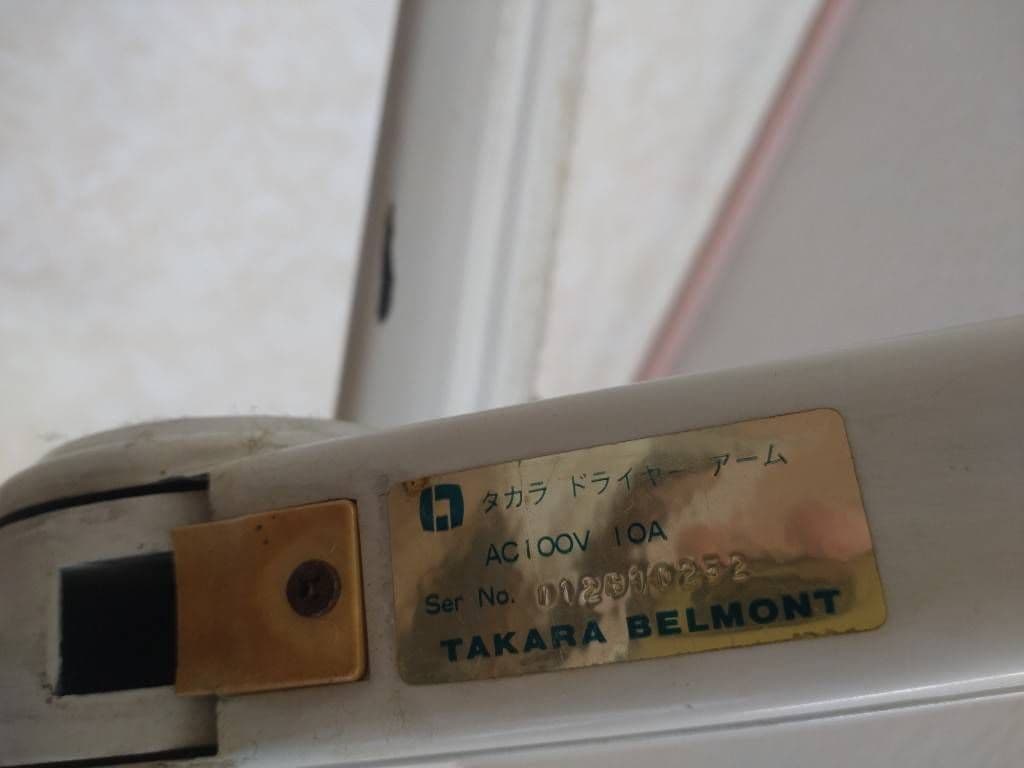 タカラ ドライヤー アーム
AC100V 10A
Ser No.
TAKARA BELMONT